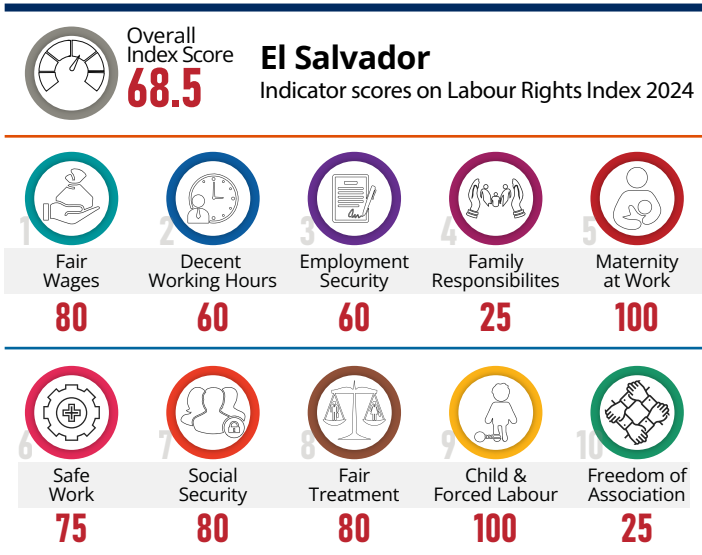 Overall
Index Score
68.5
El Salvador
Indicator scores on Labour Rights Index 2024
1
Fair
Wages
80
2
Decent
Working Hours
60
3
Employment
Security
60
4
Family
Responsibilites
25
5
Maternity
at Work
100
6
Safe
Work
75
7
Social
Security
80
8
Fair
Treatment
80
9
Child &
Forced Labour
100
10
Freedom of
Association
25